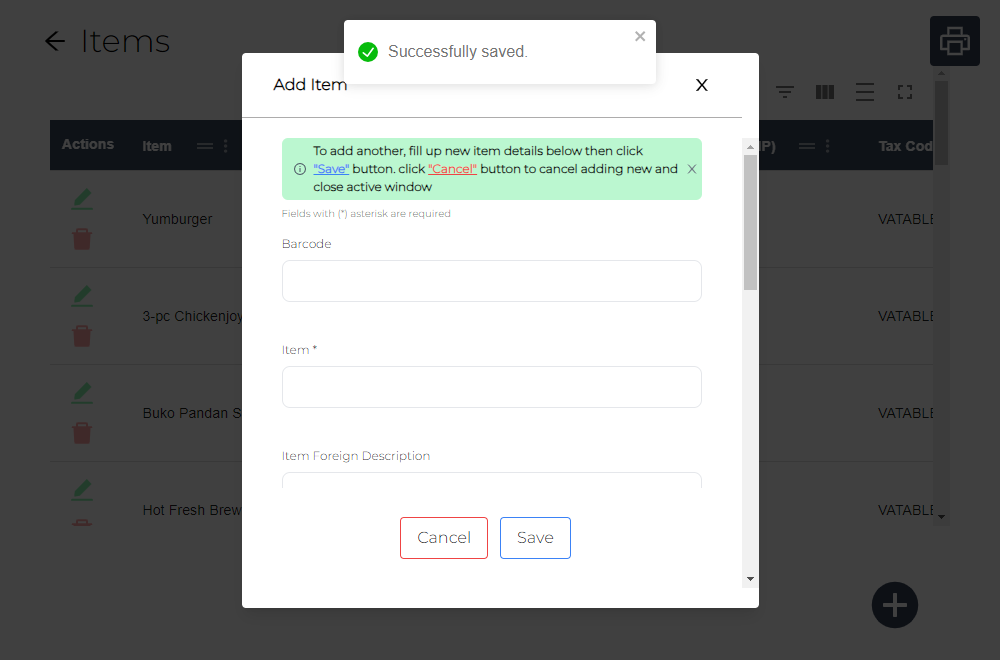 Items
Successfully saved.
Add Item
X
Actions
Item
IP)
Tax Cod
To add another, fill up new item details below then click
"Save" button. click "Cancel" button to cancel adding new and
close active window
Fields with (*) asterisk are required
Barcode
Yumburger
VATABLE
3-pc Chickenjoy
VATABLE
Item *
Buko Pandan S
VATABLE
Item Foreign Description
Hot Fresh Brew
VATABLE
Cancel
Save